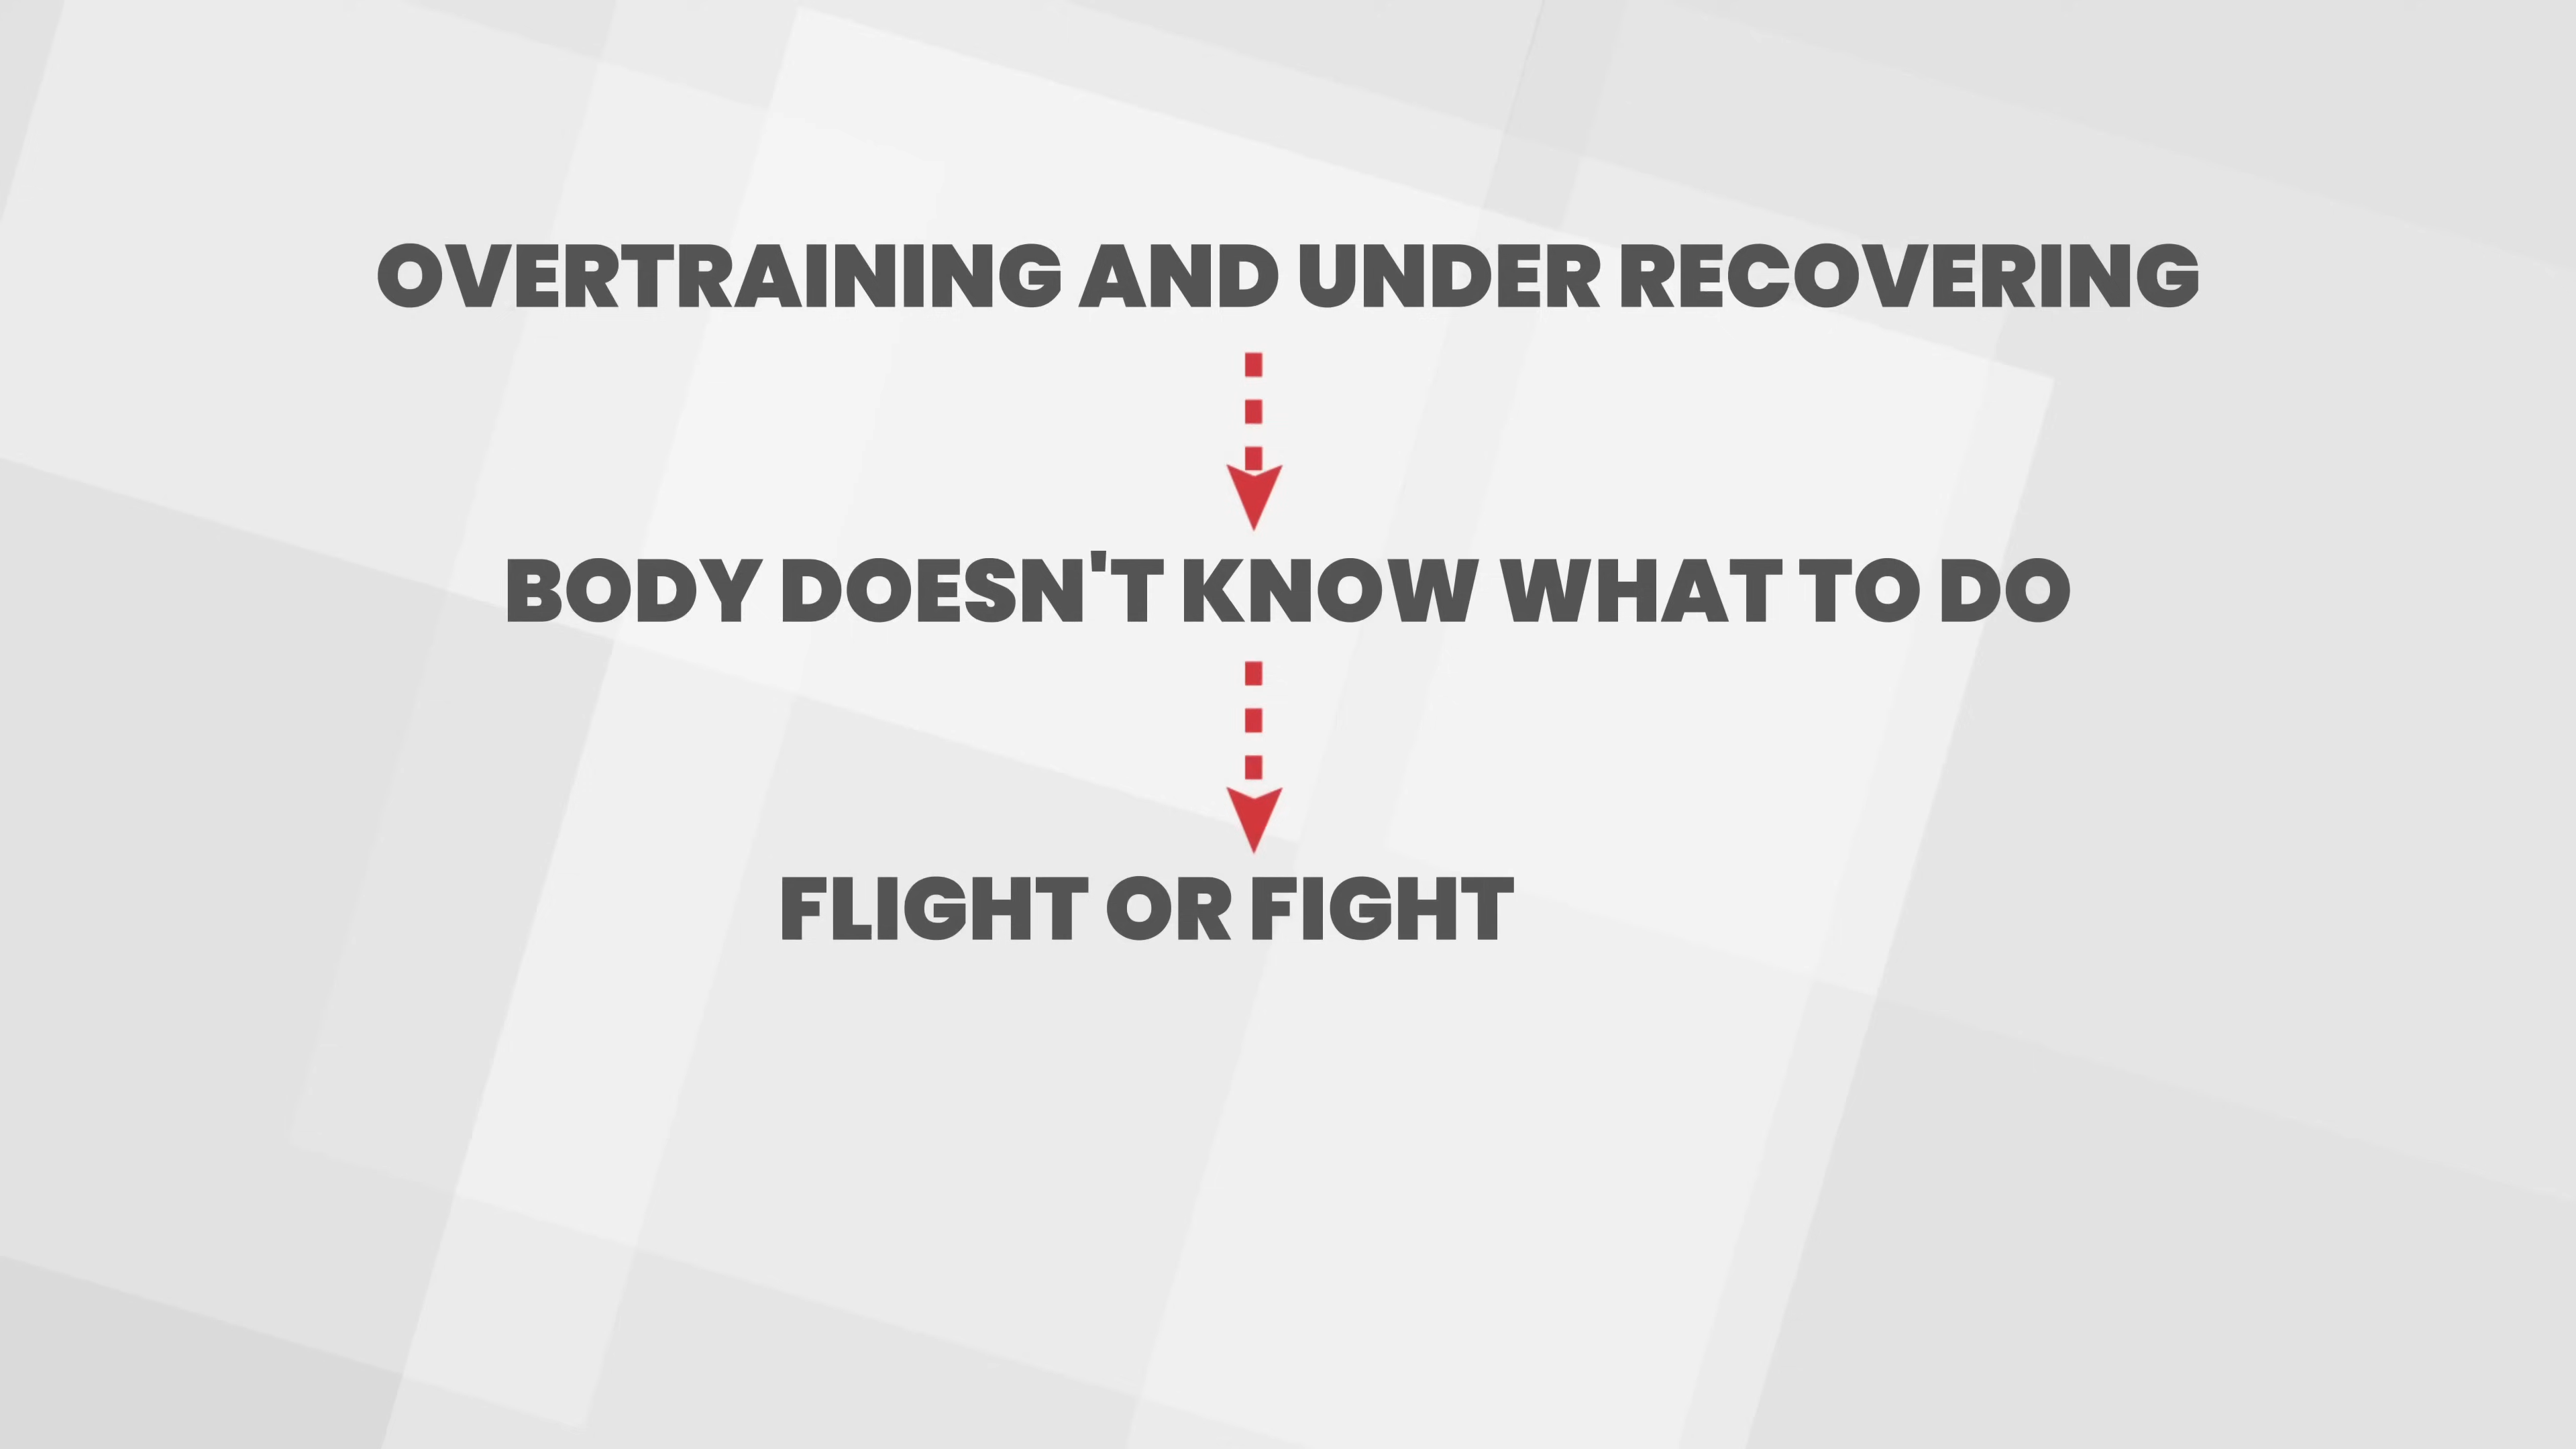 OVERTRAINING AND UNDER RECOVERING
BODY DOESN'T KNOW WHAT TO DO
FLIGHT OR FIGHT